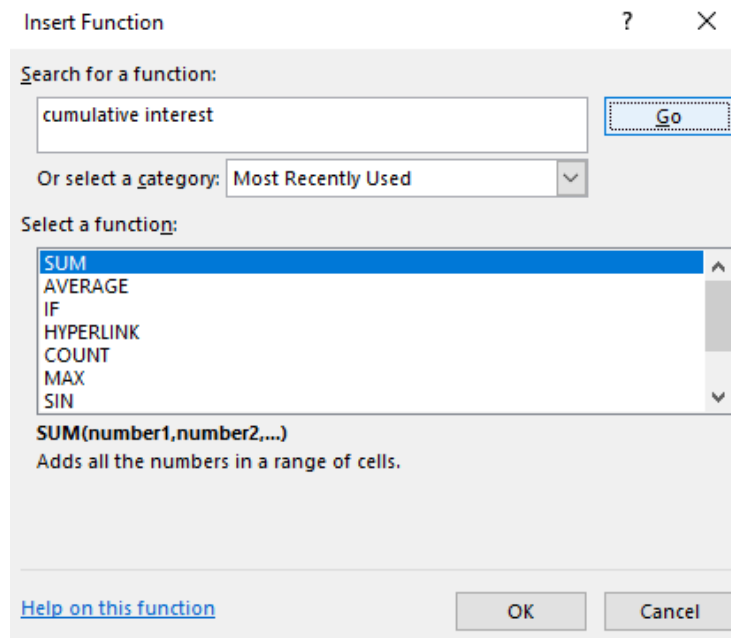 Insert Function ? ×
Search for a function:
cumulative interest
Go
Or select a category: Most Recently Used
Select a function:
SUM
AVERAGE
IF
HYPERLINK
COUNT
MAX
SIN
SUM(number1,number2,...)
Adds all the numbers in a range of cells.
Help on this function OK Cancel